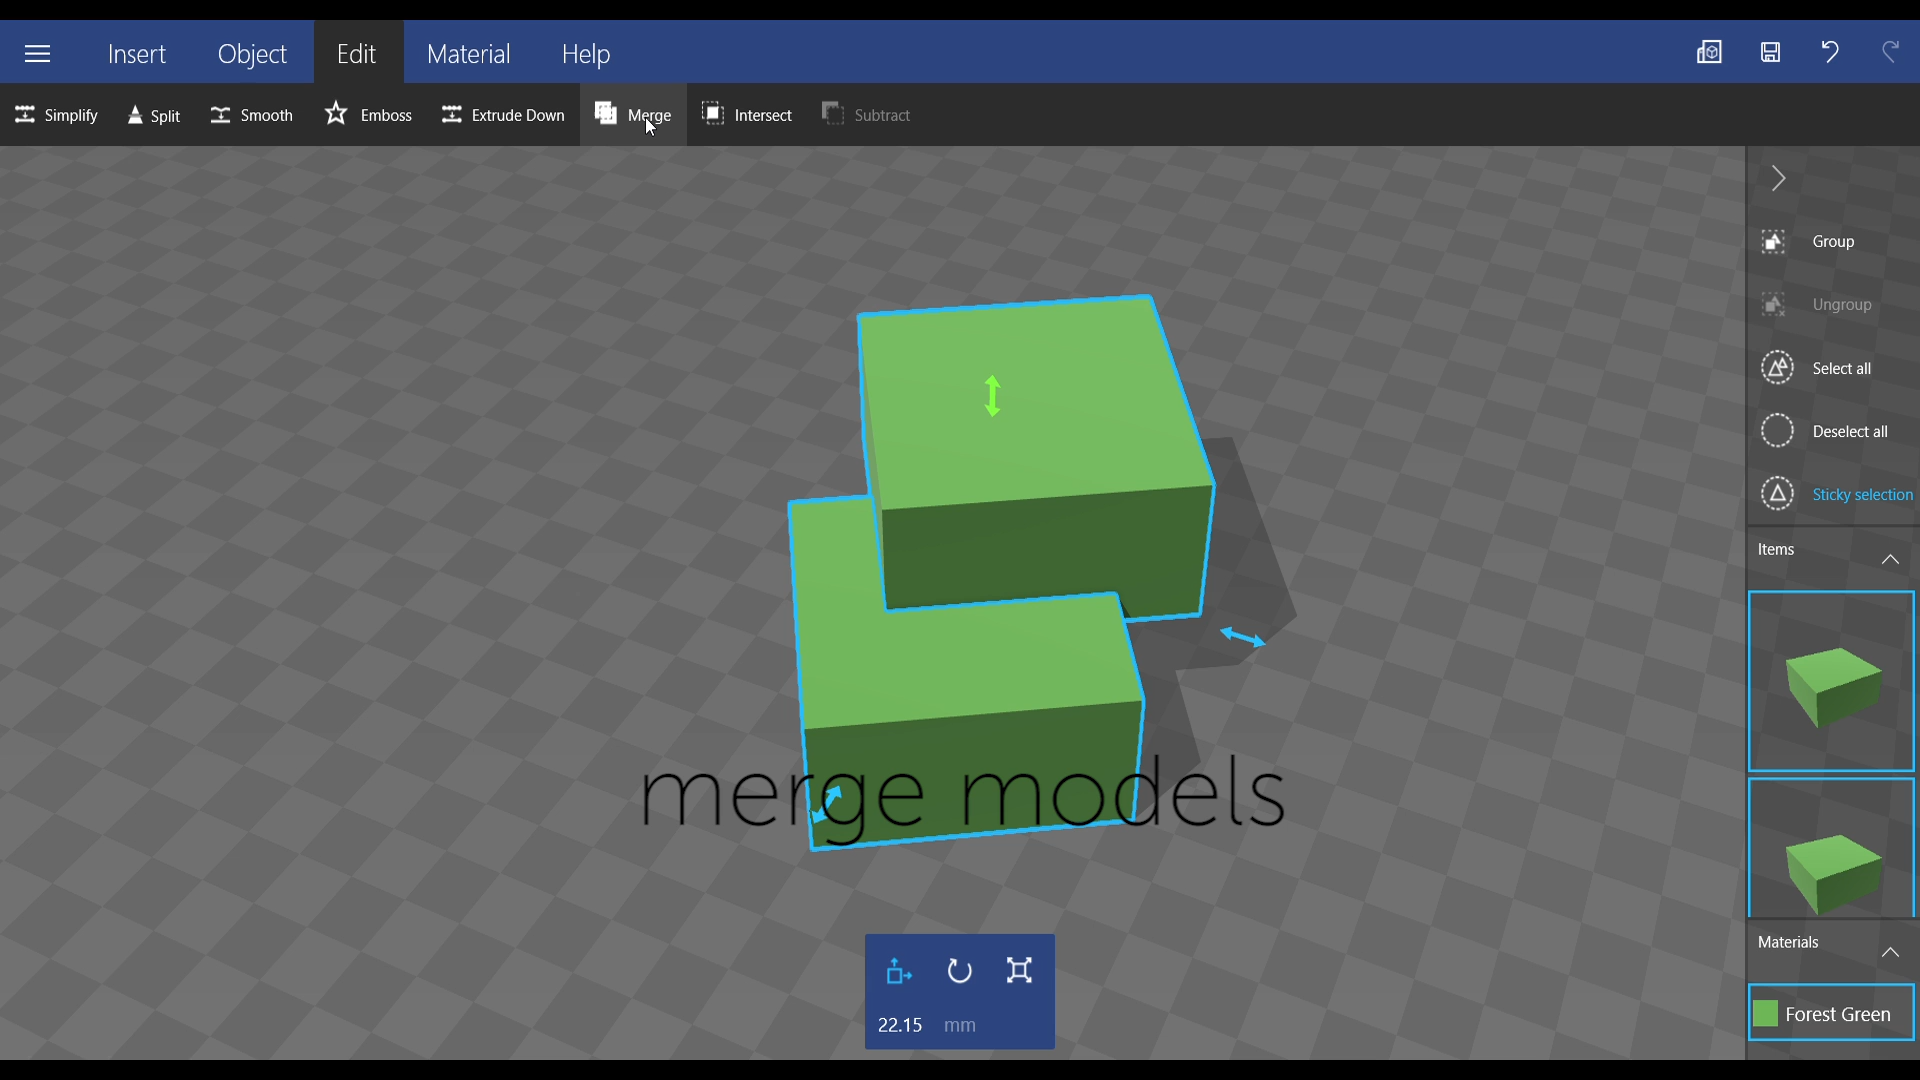 Insert Object Edit Material Help
Simplify Split Smooth Emboss Extrude Down Merge Intersect Subtract
Group
Ungroup
Select all
Deselect all
Sticky selection
Items
merge models
Materials
Forest Green
22.15 mm